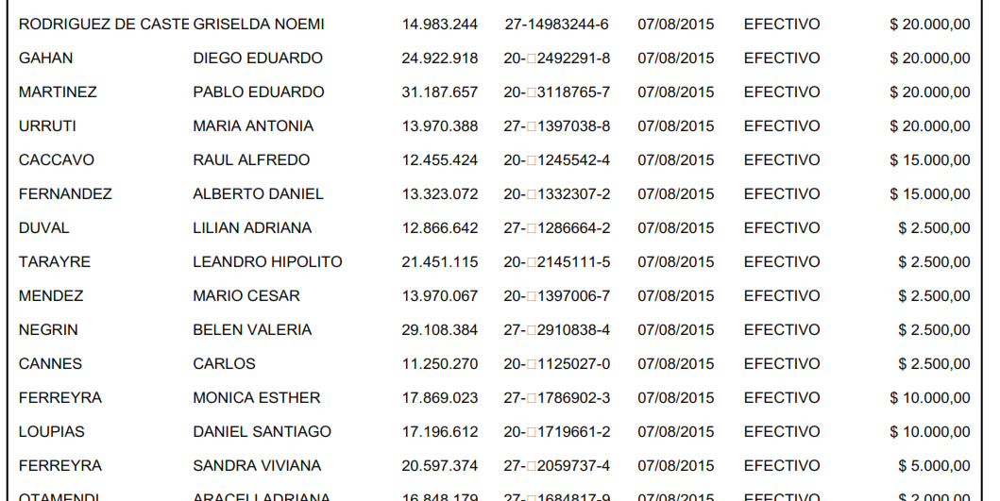 RODRIGUEZ DE CASTE GRISELDA NOEMI 14.983.244 27-14983244-6 07/08/2015 EFECTIVO $ 20.000,00
GAHAN DIEGO EDUARDO 24.922.918 20-□2492291-8 07/08/2015 EFECTIVO $ 20.000,00
MARTINEZ PABLO EDUARDO 31.187.657 20-□3118765-7 07/08/2015 EFECTIVO $ 20.000,00
URRUTI MARIA ANTONIA 13.970.388 27-□1397038-8 07/08/2015 EFECTIVO $ 20.000,00
CACCAVO RAUL ALFREDO 12.455.424 20-□1245542-4 07/08/2015 EFECTIVO $ 15.000,00
FERNANDEZ ALBERTO DANIEL 13.323.072 20-□1332307-2 07/08/2015 EFECTIVO $ 15.000,00
DUVAL LILIAN ADRIANA 12.866.642 27-□1286664-2 07/08/2015 EFECTIVO $ 2.500,00
TARAYRE LEANDRO HIPOLITO 21.451.115 20-□2145111-5 07/08/2015 EFECTIVO $ 2.500,00
MENDEZ MARIO CESAR 13.970.067 20-□1397006-7 07/08/2015 EFECTIVO $ 2.500,00
NEGRIN BELEN VALERIA 29.108.384 27-□2910838-4 07/08/2015 EFECTIVO $ 2.500,00
CANNES CARLOS 11.250.270 20-□1125027-0 07/08/2015 EFECTIVO $ 2.500,00
FERREYRA MONICA ESTHER 17.869.023 27-□1786902-3 07/08/2015 EFECTIVO $ 10.000,00
LOUPIAS DANIEL SANTIAGO 17.196.612 20-□1719661-2 07/08/2015 EFECTIVO $ 10.000,00
FERREYRA SANDRA VIVIANA 20.597.374 27-□2059737-4 07/08/2015 EFECTIVO $ 5.000,00
OTAMENDI ARACELI ADRIANA 16.848.179 27-□1684817-9 07/08/2015 EFECTIVO $ 2.000,00